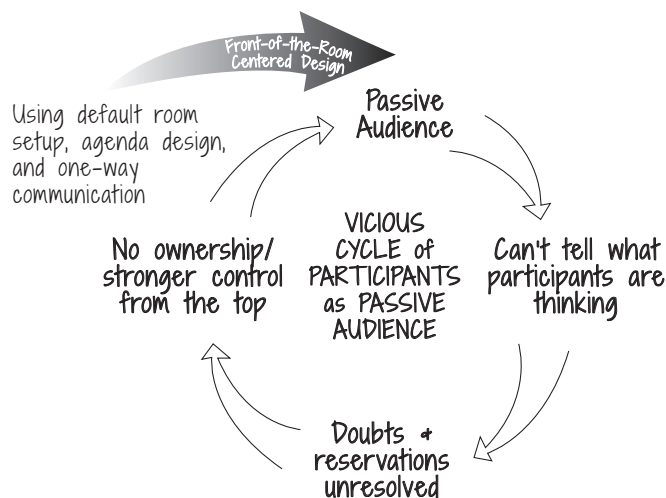 Front-of-the-Room
Centered Design
Using default room
setup, agenda design,
and one-way
communication
Passive
Audience
Can't tell what
participants are
thinking
Doubts &
reservations
unresolved
No ownership/
stronger control
from the top
VICIOUS
CYCLE of
PARTICIPANTS
as PASSIVE
AUDIENCE